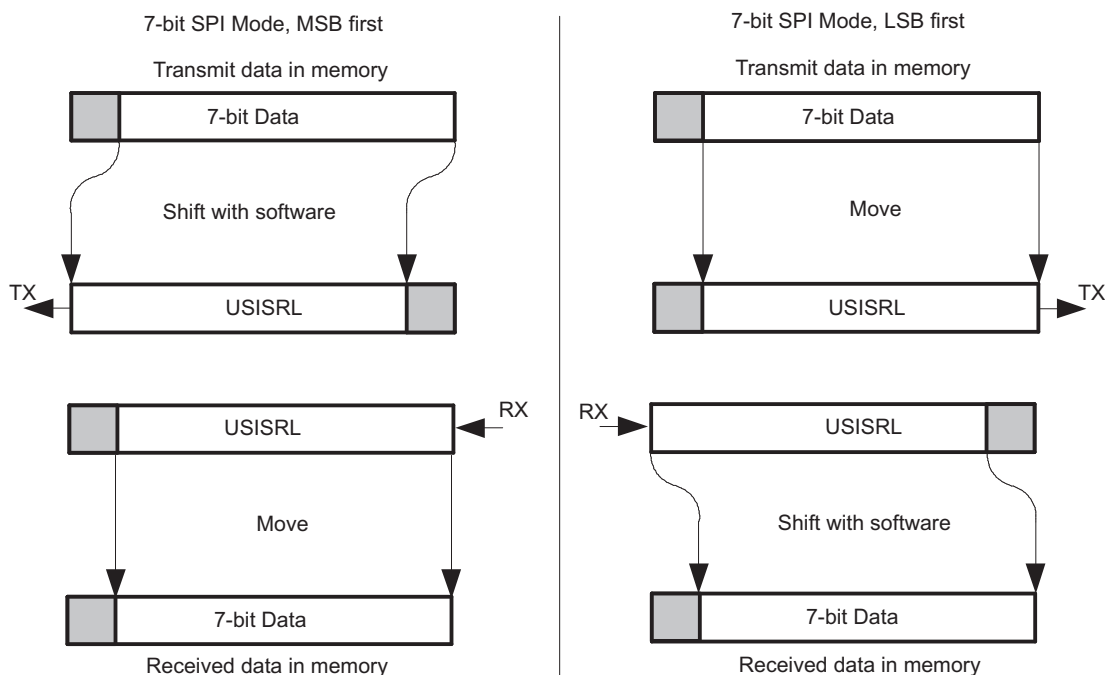 7-bit SPI Mode, MSB first
Transmit data in memory
7-bit Data
Shift with software
TX
USISRL
RX
USISRL
Move
7-bit Data
Received data in memory
7-bit SPI Mode, LSB first
Transmit data in memory
7-bit Data
Move
USISRL
TX
RX
USISRL
Shift with software
7-bit Data
Received data in memory